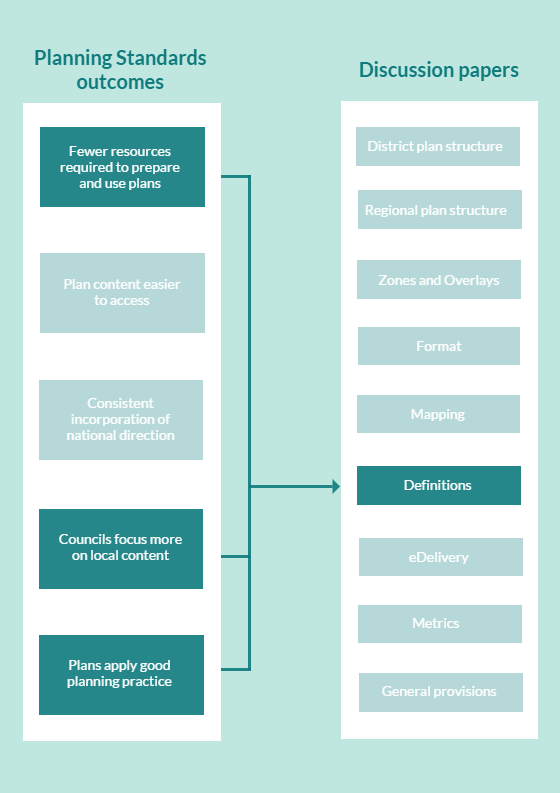 Planning Standards
outcomes
Fewer resources
required to prepare
and use plans
Plan content easier
to access
Consistent
incorporation of
national direction
Councils focus more
on local content
Plans apply good
planning practice
Discussion papers
District plan structure
Regional plan structure
Zones and Overlays
Format
Mapping
Definitions
eDelivery
Metrics
General provisions